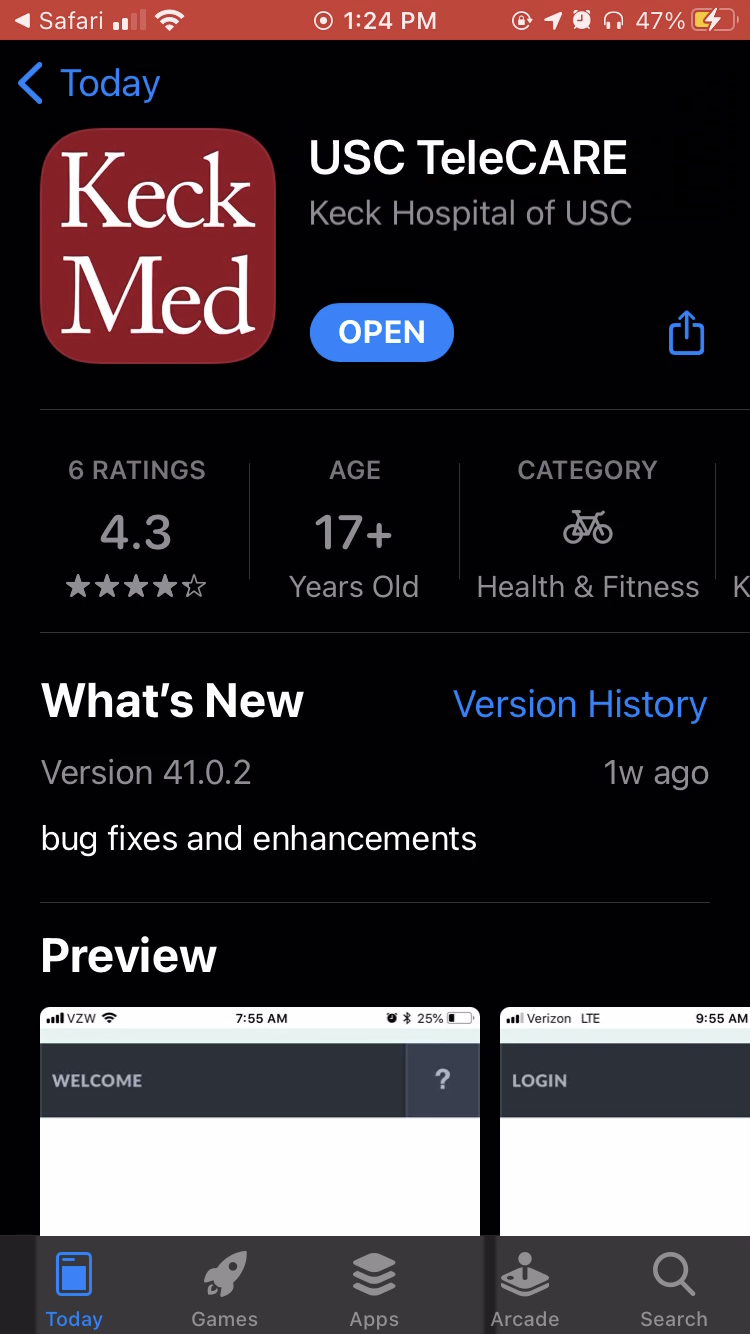 Safari 1:24 PM 47%
Today
Keck
Med
USC TeleCARE
Keck Hospital of USC
OPEN
6 RATINGS AGE CATEGORY
4.3 17+
Years Old Health & Fitness K
What's New Version History
Version 41.0.2 1w ago
bug fixes and enhancements
Preview
VZW 7:55 AM 25% Verizon LTE 9:55 AM
WELCOME ? LOGIN
Today Games Apps Arcade Search